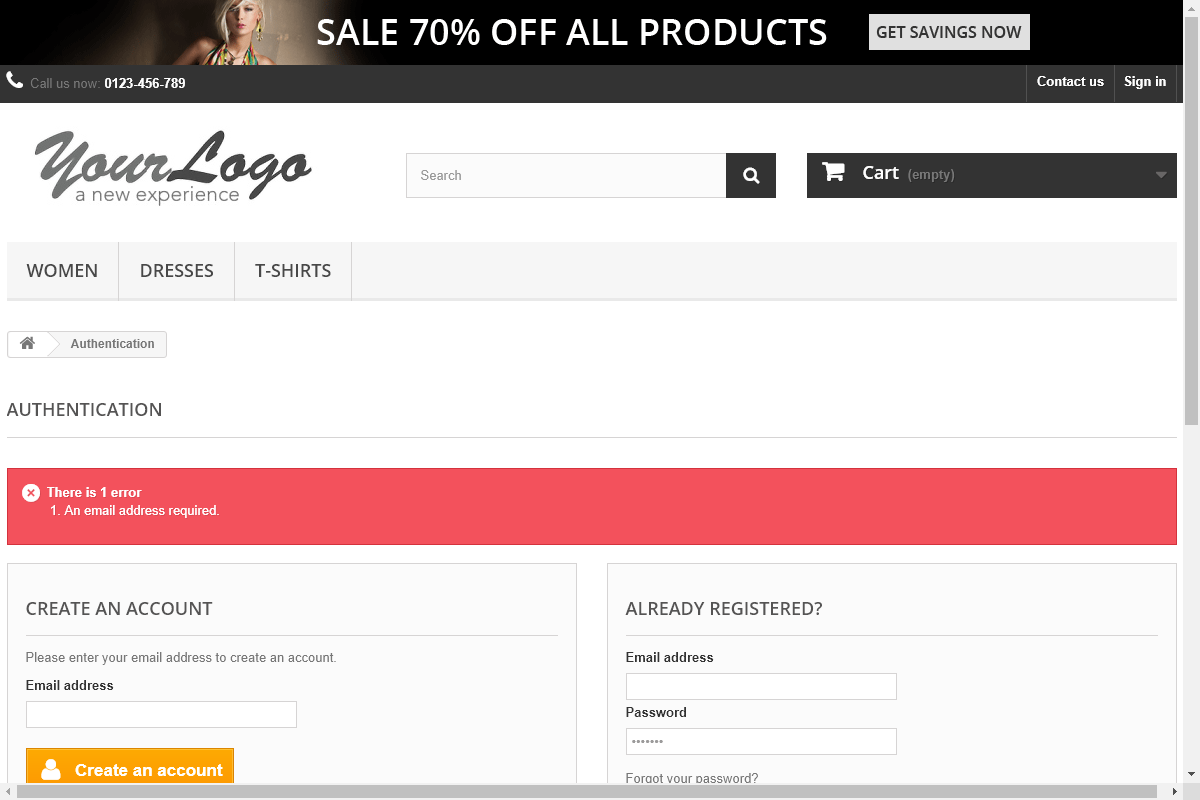 SALE 70% OFF ALL PRODUCTS
GET SAVINGS NOW
Call us now: 0123-456-789
Contact us
Sign in
YourLogo
a new experience
Search
Cart (empty)
WOMEN
DRESSES
T-SHIRTS
Authentication
AUTHENTICATION
There is 1 error
1. An email address required.
CREATE AN ACCOUNT
Please enter your email address to create an account.
Email address
Create an account
ALREADY REGISTERED?
Email address
Password
•••••••
Forgot your password?